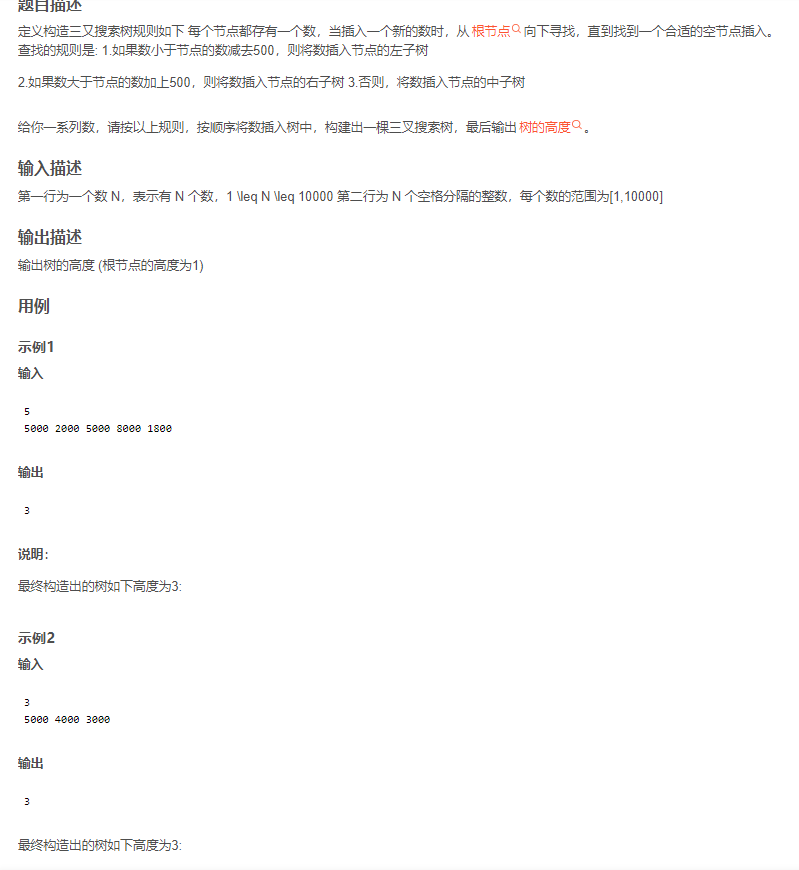 题目描述
定义构造三叉搜索树规则如下 每个节点都存有一个数，当插入一个新的数时，从根节点向下寻找，直到找到一个合适的空节点插入。
查找的规则是: 1.如果数小于节点的数减去500，则将数插入节点的左子树
2.如果数大于节点的数加上500，则将数插入节点的右子树 3.否则，将数插入节点的中子树
给你一系列数，请按以上规则，按顺序将数插入树中，构建出一棵三叉搜索树，最后输出树的高度。
输入描述
第一行为一个数 N，表示有 N 个数，1 \leq N \leq 10000 第二行为 N 个空格分隔的整数，每个数的范围为[1,10000]
输出描述
输出树的高度 (根节点的高度为1)
用例
示例1
输入
5
5000 2000 5000 8000 1800
输出
3
说明：
最终构造出的树如下高度为3:
示例2
输入
3
5000 4000 3000
输出
3
最终构造出的树如下高度为3: